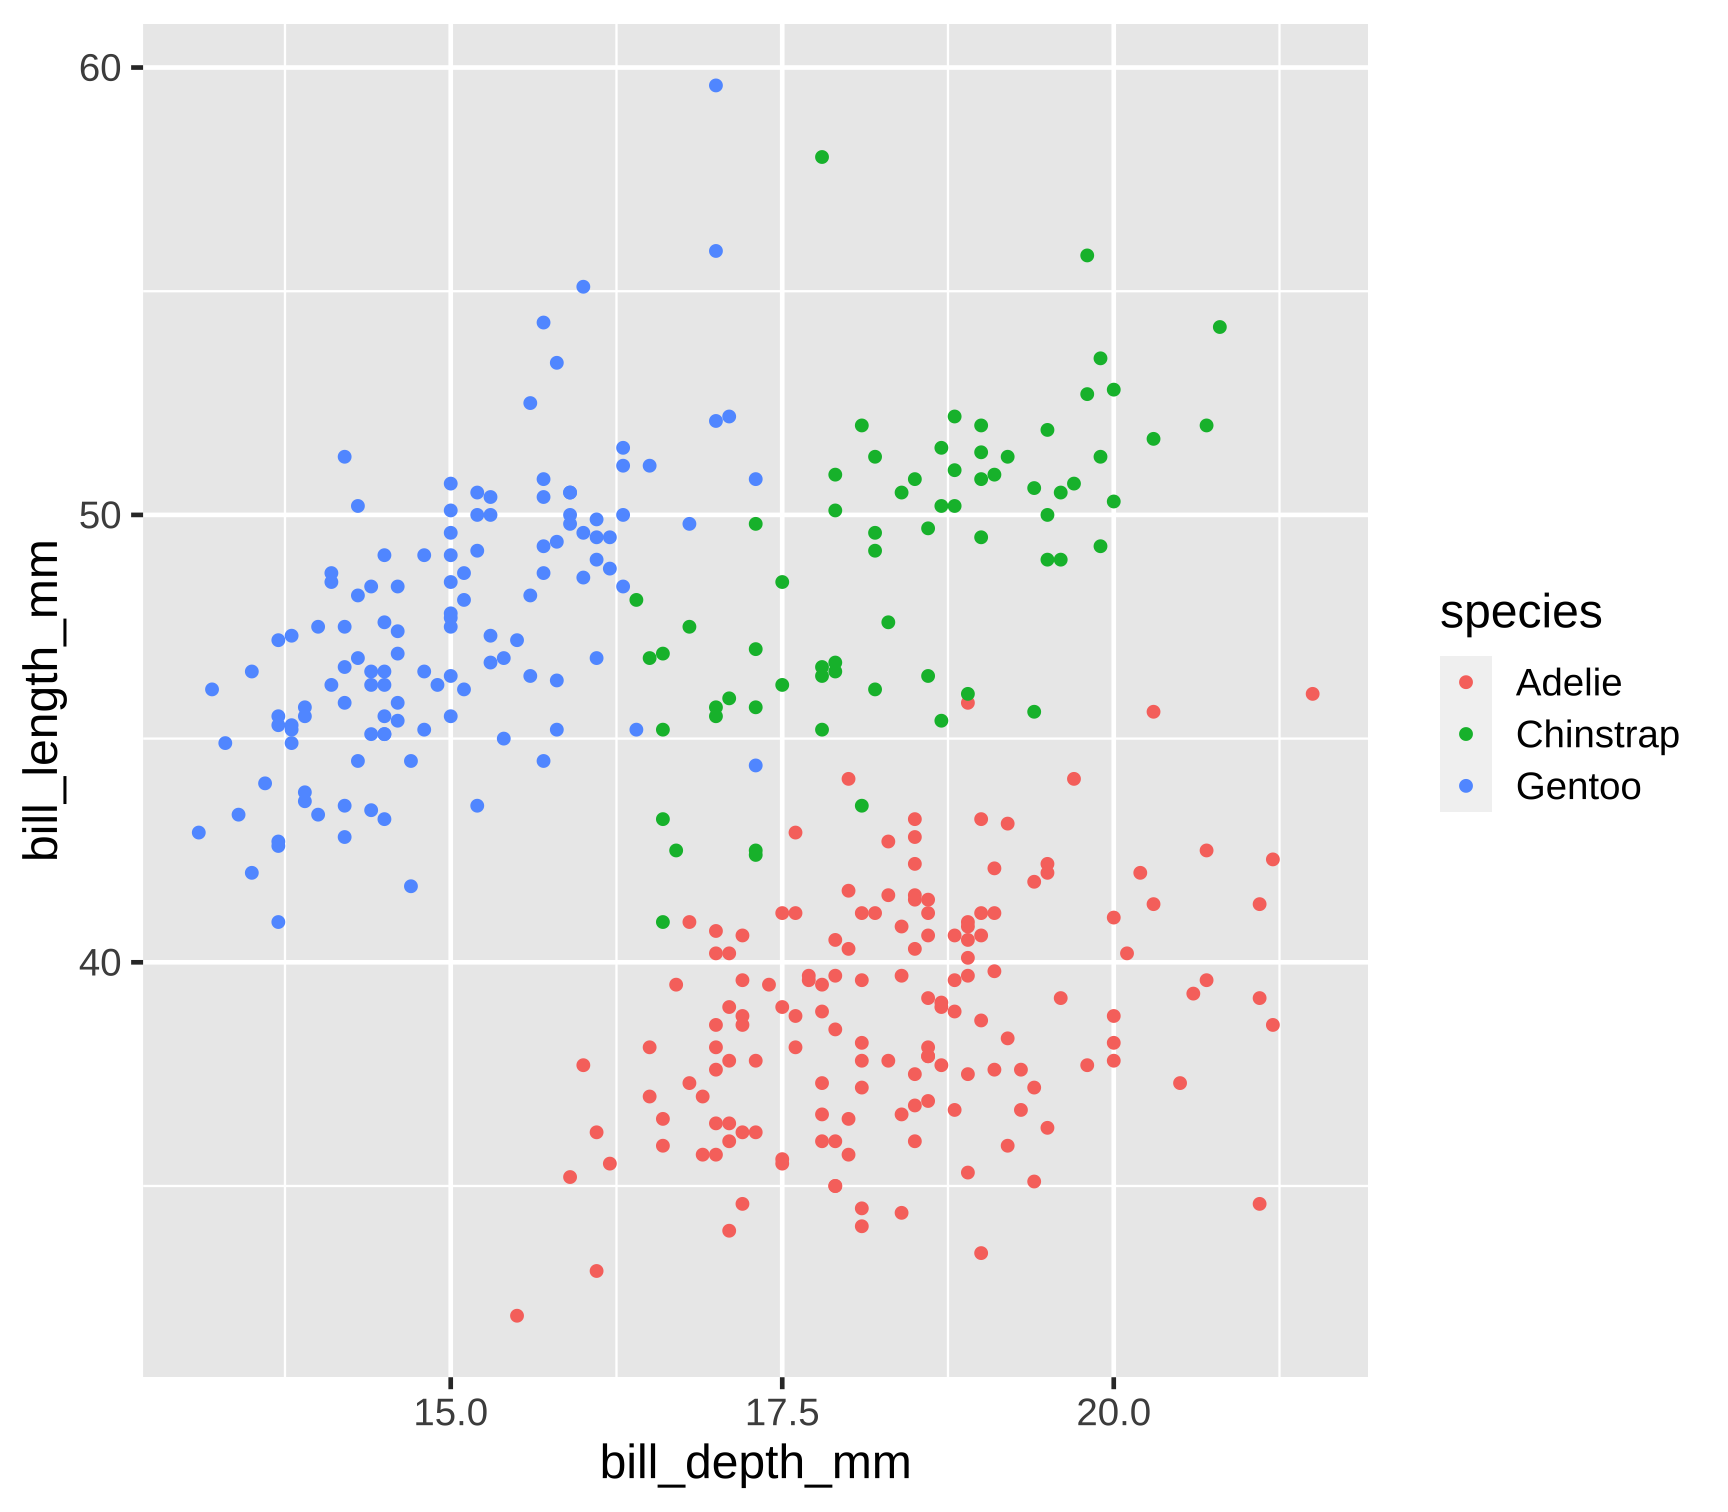 60
50
40
bill_length_mm
15.0 17.5 20.0
bill_depth_mm
species
Adelie
Chinstrap
Gentoo